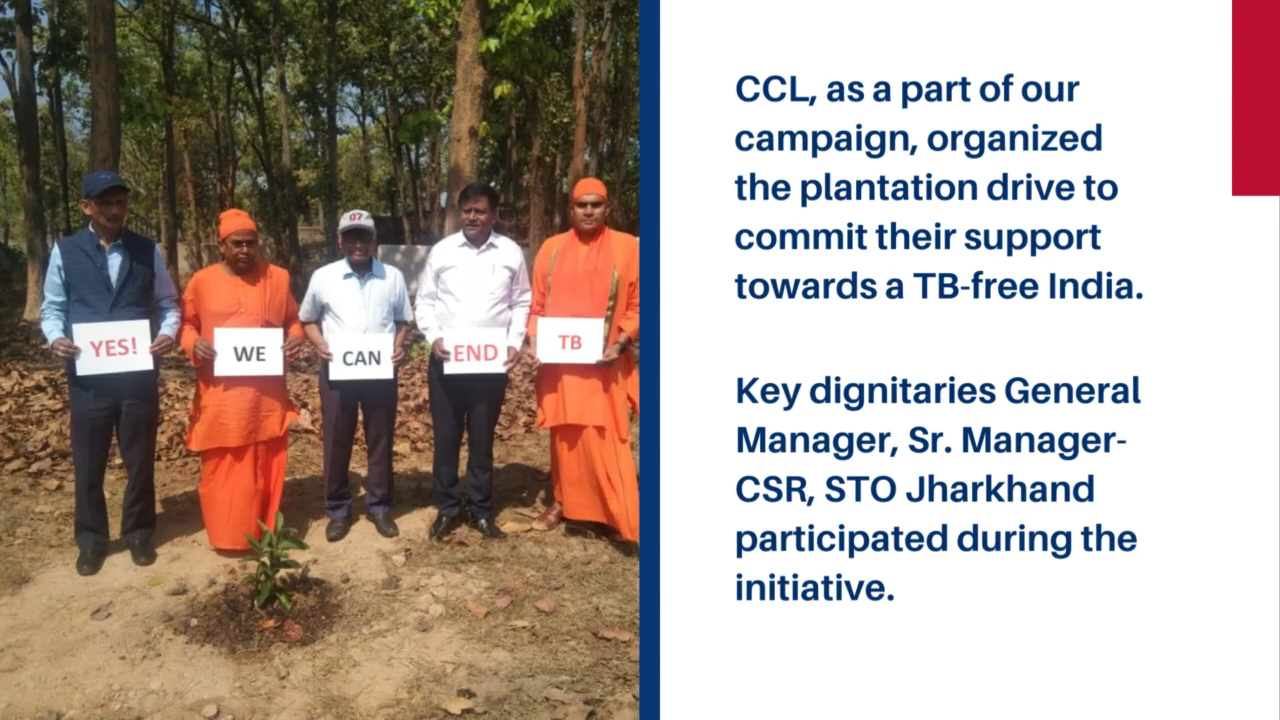 YES!
WE
CAN
END
TB
07
CCL, as a part of our
campaign, organized
the plantation drive to
commit their support
towards a TB-free India.
Key dignitaries General
Manager, Sr. Manager-
CSR, STO Jharkhand
participated during the
initiative.